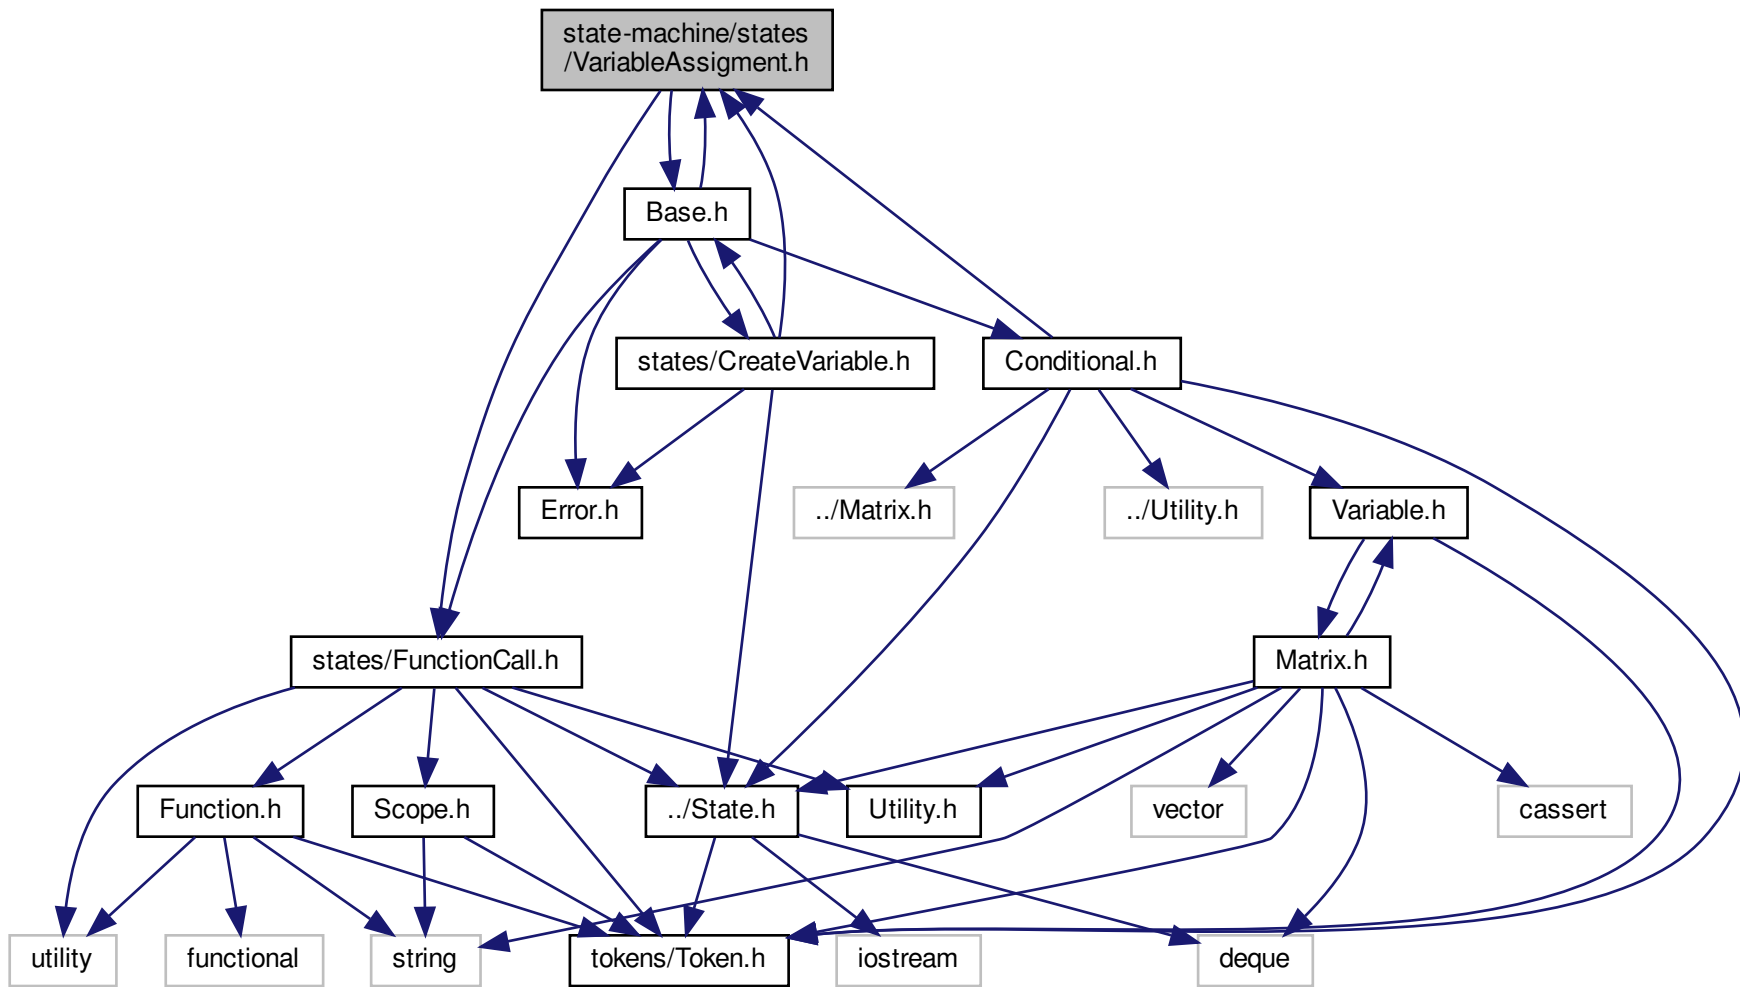 state-machine/states
/VariableAssigment.h
Base.h
states/CreateVariable.h
Conditional.h
Error.h
../Matrix.h
../Utility.h
Variable.h
states/FunctionCall.h
Matrix.h
Function.h
Scope.h
../State.h
Utility.h
vector
cassert
utility
functional
string
tokens/Token.h
iostream
deque